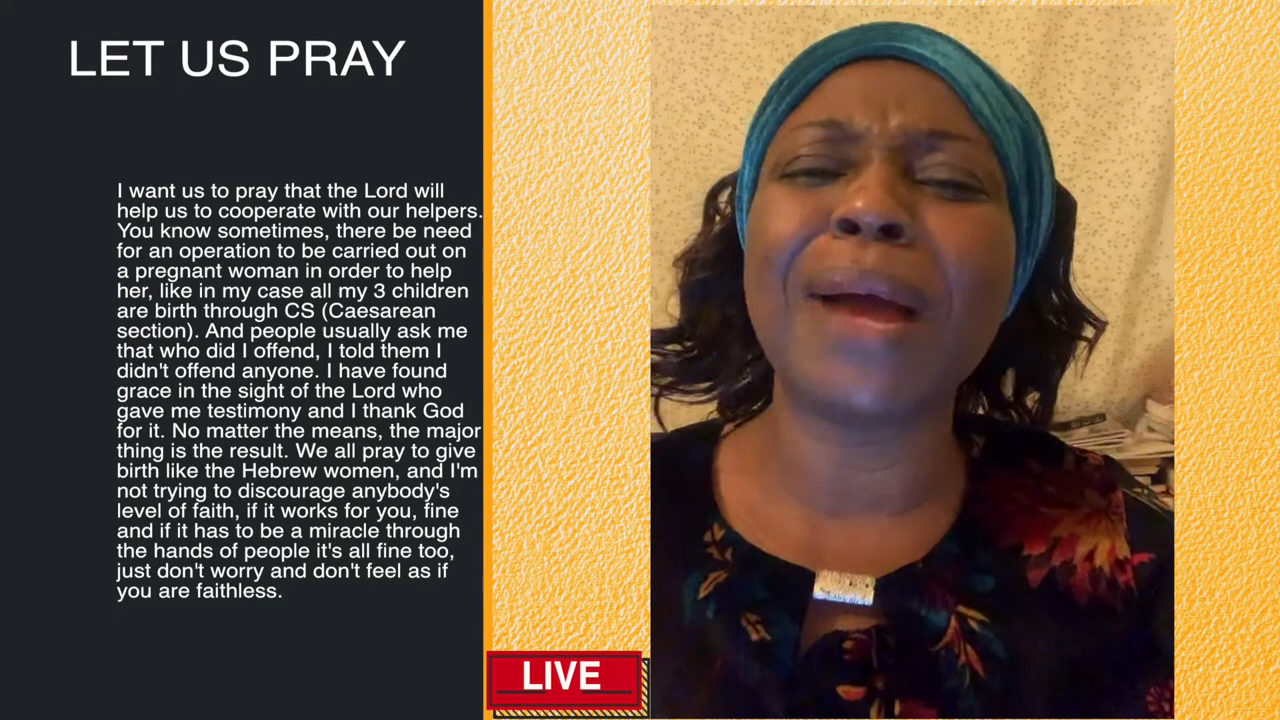 LET US PRAY
I want us to pray that the Lord will
help us to cooperate with our helpers.
You know sometimes, there be need
for an operation to be carried out on
a pregnant woman in order to help
her, like in my case all my 3 children
are birth through CS (Caesarean
section). And people usually ask me
that who did I offend, I told them I
didn't offend anyone. I have found
grace in the sight of the Lord who
gave me testimony and I thank God
for it. No matter the means, the major
thing is the result. We all pray to give
birth like the Hebrew women, and I'm
not trying to discourage anybody's
level of faith, if it works for you, fine
and if it has to be a miracle through
the hands of people it's all fine too,
just don't worry and don't feel as if
you are faithless.
LIVE